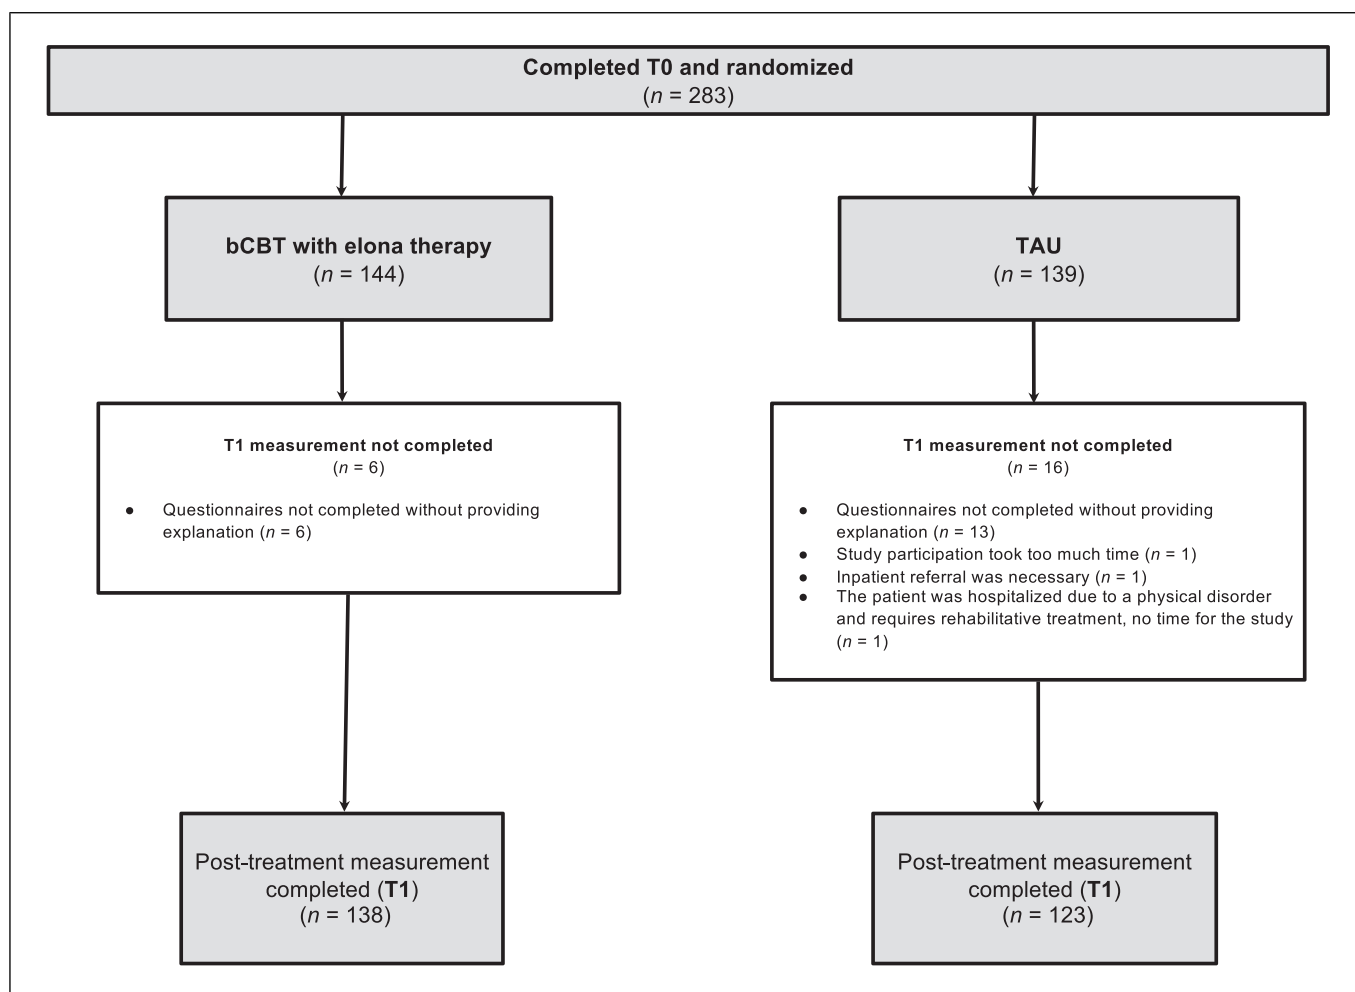 Completed T0 and randomized
(n = 283)
bCBT with elona therapy
(n = 144)
TAU
(n = 139)
T1 measurement not completed
(n = 6)
● Questionnaires not completed without providing
explanation (n = 6)
T1 measurement not completed
(n = 16)
● Questionnaires not completed without providing
explanation (n = 13)
● Study participation took too much time (n = 1)
● Inpatient referral was necessary (n = 1)
● The patient was hospitalized due to a physical disorder
and requires rehabilitative treatment, no time for the study
(n = 1)
Post-treatment measurement
completed (T1)
(n = 138)
Post-treatment measurement
completed (T1)
(n = 123)